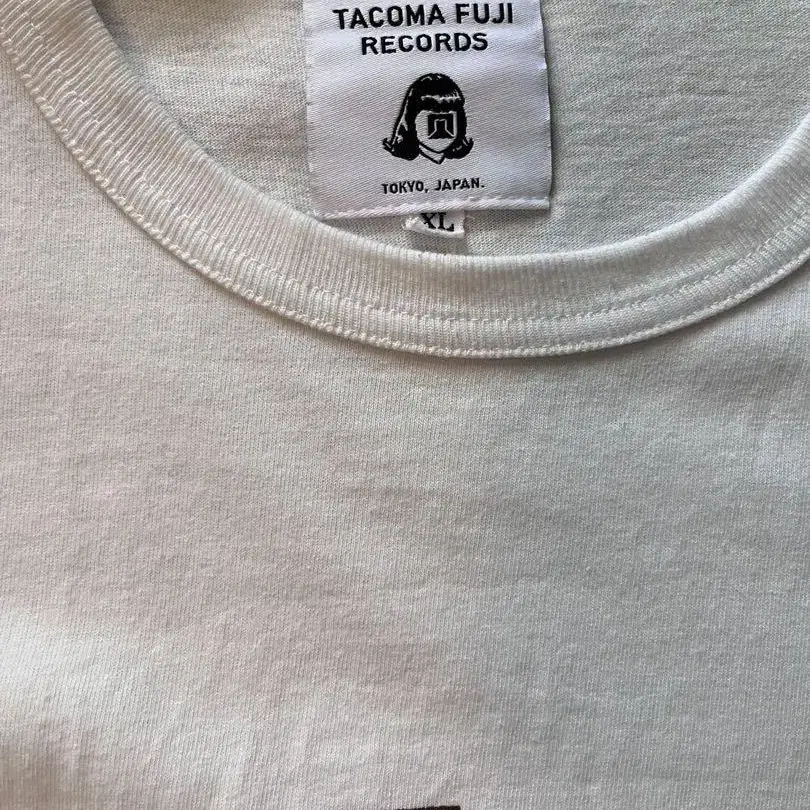 TACOMA FUJI
RECORDS
TOKYO, JAPAN.
XL